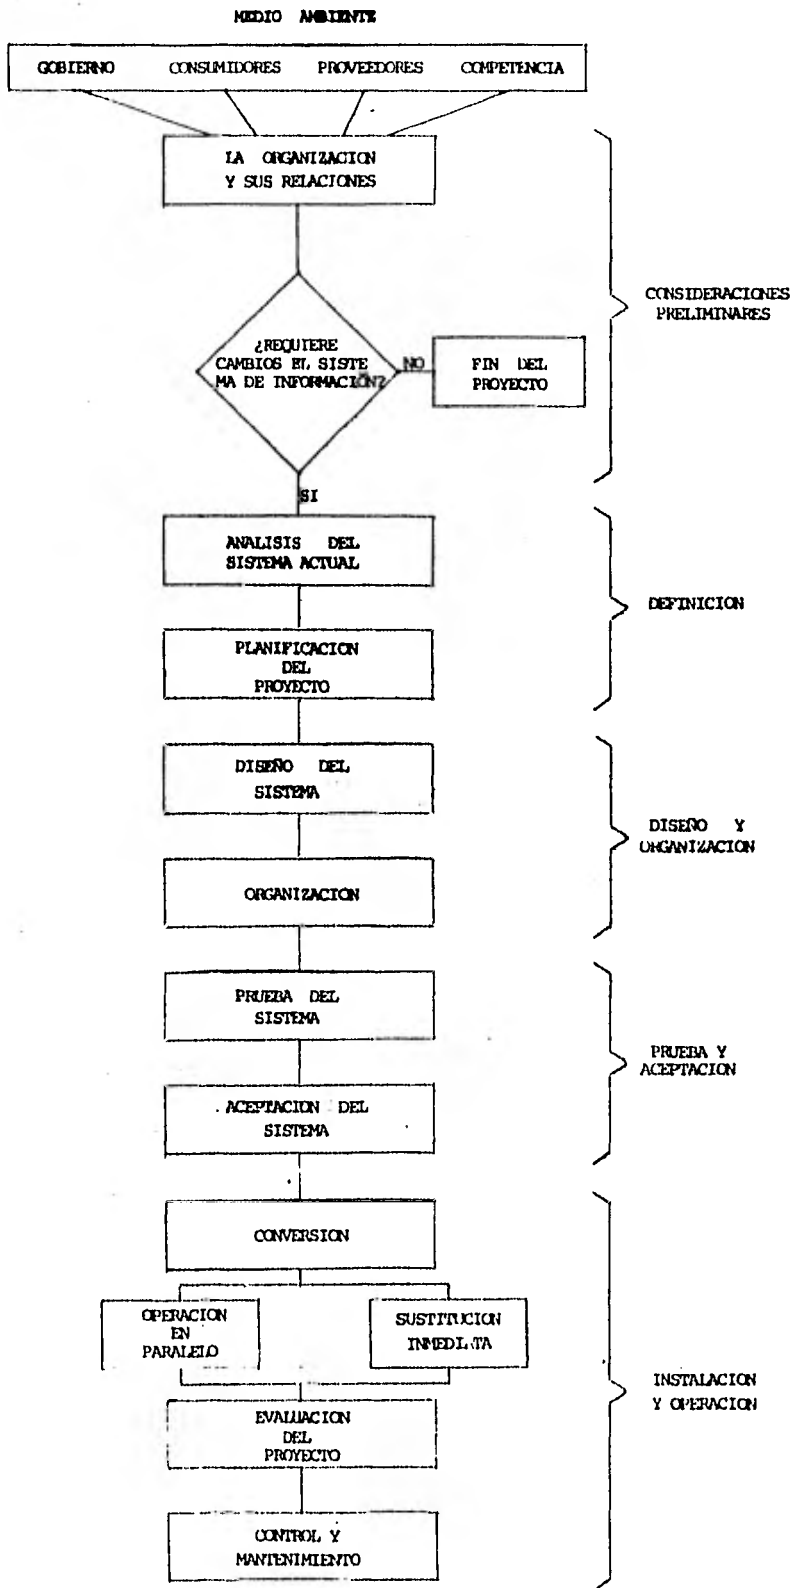 MEDIO AMBIENTE
GOBIERNO CONSUMIDORES PROVEEDORES COMPETENCIA
LA ORGANIZACION
Y SUS RELACIONES
CONSIDERACIONES
PRELIMINARES
¿REQUIERE
CAMBIOS EL SISTE
MA DE INFORMACIÓN?
NO
FIN DEL
PROYECTO
SI
ANALISIS DEL
SISTEMA ACTUAL
DEFINICION
PLANIFICACION
DEL
PROYECTO
DISEÑO DEL
SISTEMA
DISEÑO Y
ORGANIZACION
ORGANIZACION
PRUEBA DEL
SISTEMA
PRUEBA Y
ACEPTACION
ACEPTACION DEL
SISTEMA
CONVERSION
OPERACION
EN
PARALELO
SUSTITUCION
INMEDIATA
INSTALACION
Y OPERACION
EVALUACION
DEL
PROYECTO
CONTROL Y
MANTENIMIENTO